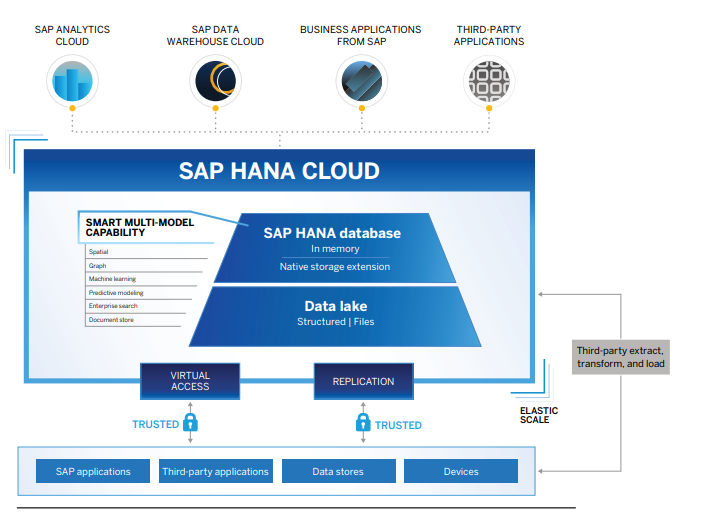 SAP ANALYTICS
CLOUD
SAP DATA
WAREHOUSE CLOUD
BUSINESS APPLICATIONS
FROM SAP
THIRD-PARTY
APPLICATIONS
SAP HANA CLOUD
SMART MULTI-MODEL
CAPABILITY
Spatial
Graph
Machine learning
Predictive modeling
Enterprise search
Document store
SAP HANA database
In memory
Native storage extension
Data lake
Structured | Files
VIRTUAL
ACCESS
REPLICATION
Third-party extract,
transform, and load
ELASTIC
SCALE
TRUSTED
TRUSTED
SAP applications
Third-party applications
Data stores
Devices